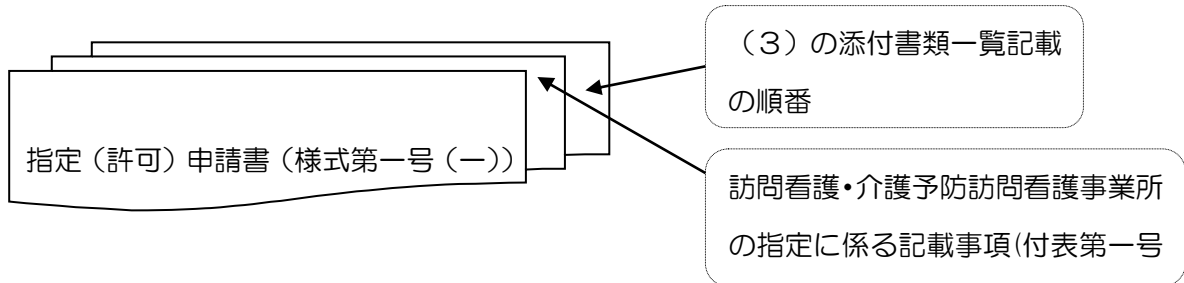 （３）の添付書類一覧記載
の順番
指定（許可）申請書（様式第一号（一））
訪問看護・介護予防訪問看護事業所
の指定に係る記載事項(付表第一号